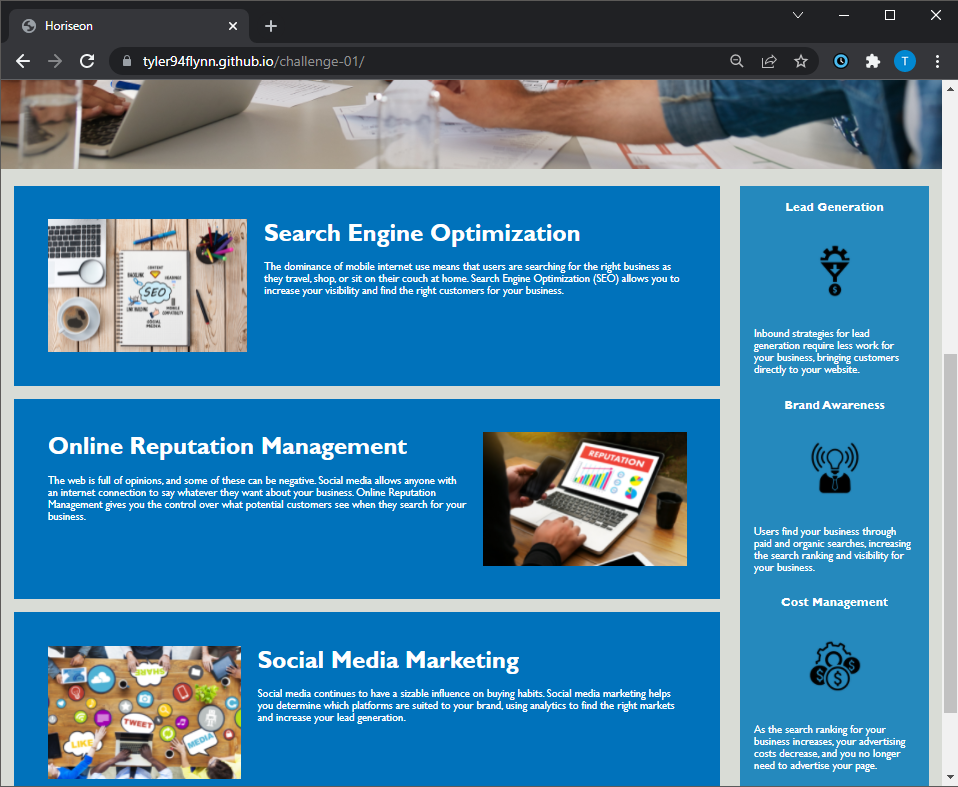 Horiseon
tyler94flynn.github.io/challenge-01/
T
Search Engine Optimization
The dominance of mobile internet use means that users are searching for the right business as
they travel, shop, or sit on their couch at home. Search Engine Optimization (SEO) allows you to
increase your visibility and find the right customers for your business.
CONTENT
BACKLINK
KEYWORDS
SEO
LINK BUILDING
SOCIAL
MEDIA
Online Reputation Management
The web is full of opinions, and some of these can be negative. Social media allows anyone with
an internet connection to say whatever they want about your business. Online Reputation
Management gives you the control over what potential customers see when they search for your
business.
REPUTATION
Social Media Marketing
Social media continues to have a sizable influence on buying habits. Social media marketing helps
you determine which platforms are suited to your brand, using analytics to find the right markets
and increase your lead generation.
SHARE
TWEET
LIKE
MEDIA
Lead Generation
Inbound strategies for lead
generation require less work for
your business, bringing customers
directly to your website.
Brand Awareness
Users find your business through
paid and organic searches, increasing
the search ranking and visibility for
your business.
Cost Management
As the search ranking for your
business increases, your advertising
costs decrease, and you no longer
need to advertise your page.